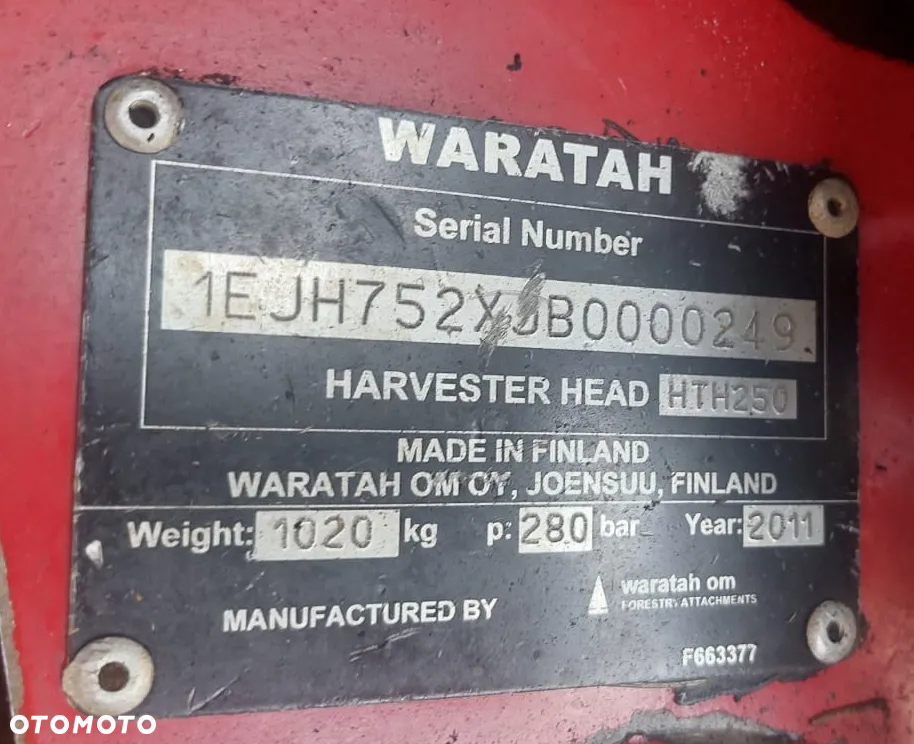 WARATAH
Serial Number
1EJH752XJB0000249
HARVESTER HEAD HTH250
MADE IN FINLAND
WARATAH OM OY, JOENSUU, FINLAND
Weight: 1020 kg p: 280 bar Year: 2011
waratah om
FORESTRY ATTACHMENTS
MANUFACTURED BY
F663377
OTOMOTO